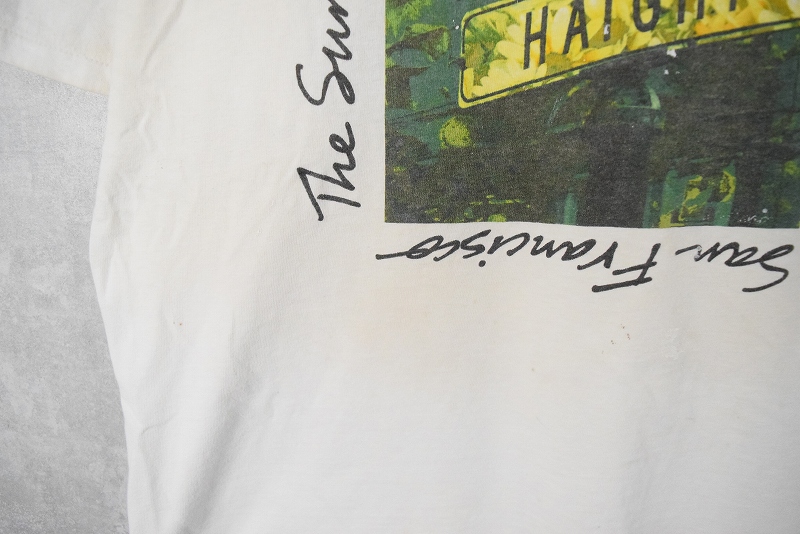 HAIGHT
The Sum
San Francisco